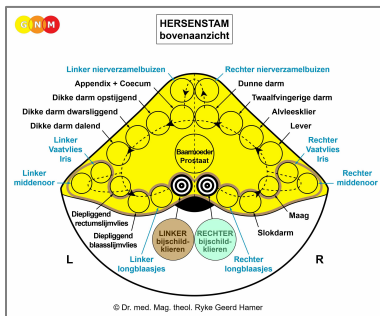 GNM
HERSENSTAM
bovenaanzicht
Linker nierverzamelbuizen
Rechter nierverzamelbuizen
Appendix + Coecum
Dunne darm
Dikke darm opstijgend
Twaalfvingerige darm
Dikke darm dwarsliggend
Alvleesklier
Dikke darm dalend
Lever
Linker
Vaatvlies
Iris
Rechter
Vaatvlies
Iris
Baarmoeder
Prostaat
Linker
middenoor
Rechter
middenoor
Diepliggend
rectumslijmvlies
Maag
Diepliggend
blaasslijmvlies
Slokdarm
LINKER
bijschild-
klieren
RECHTER
bijschild-
klieren
Linker
longblaasjes
Rechter
longblaasjes
L
R
© Dr. med. Mag. theol. Ryke Geerd Hamer